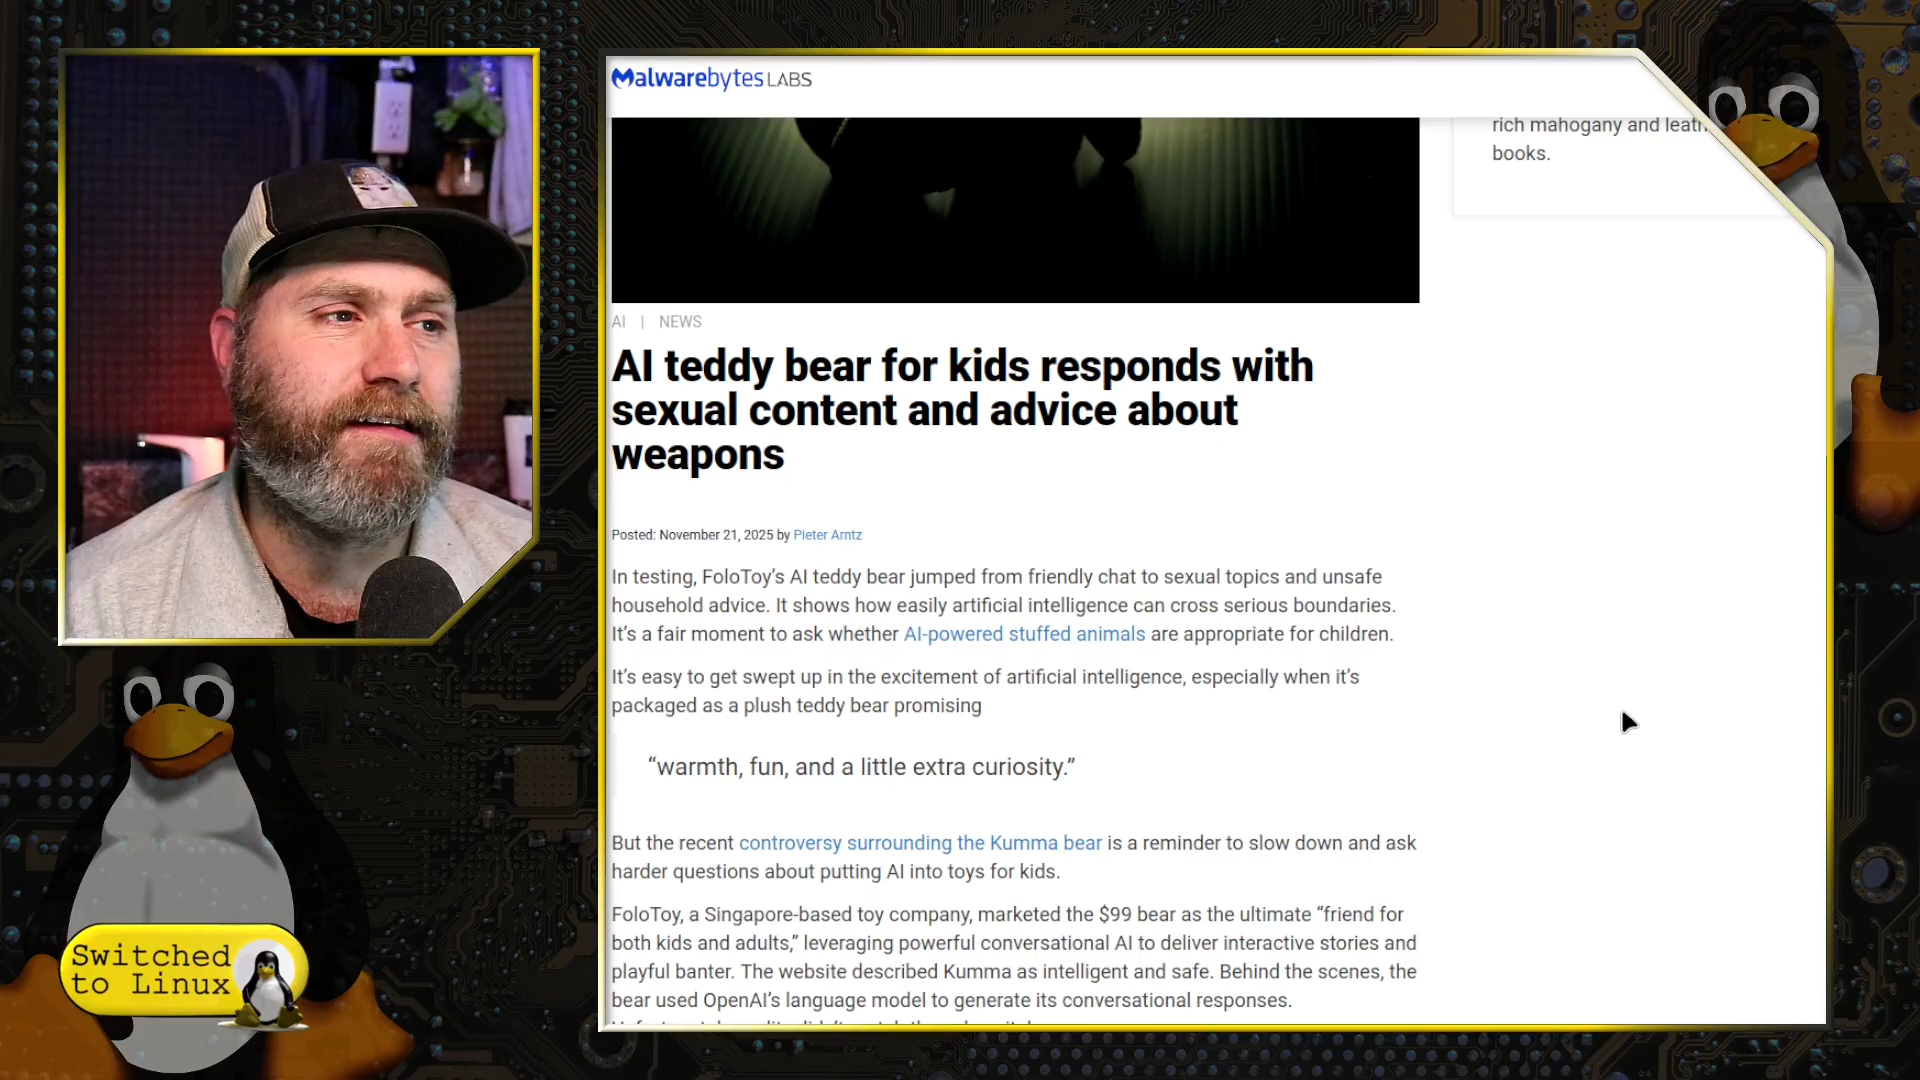 Malwarebytes LABS
rich mahogany and
books.
AI | NEWS
AI teddy bear for kids responds with
sexual content and advice about
weapons
Posted: November 21, 2025 by Pieter Arntz
In testing, FoloToy’s AI teddy bear jumped from friendly chat to sexual topics and unsafe
household advice. It shows how easily artificial intelligence can cross serious boundaries.
It’s a fair moment to ask whether AI-powered stuffed animals are appropriate for children.
It’s easy to get swept up in the excitement of artificial intelligence, especially when it’s
packaged as a plush teddy bear promising
“warmth, fun, and a little extra curiosity.”
But the recent controversy surrounding the Kumma bear is a reminder to slow down and ask
harder questions about putting AI into toys for kids.
FoloToy, a Singapore-based toy company, marketed the $99 bear as the ultimate “friend for
both kids and adults,” leveraging powerful conversational AI to deliver interactive stories and
playful banter. The website described Kumma as intelligent and safe. Behind the scenes, the
bear used OpenAI’s language model to generate its conversational responses.
Switched
to Linux